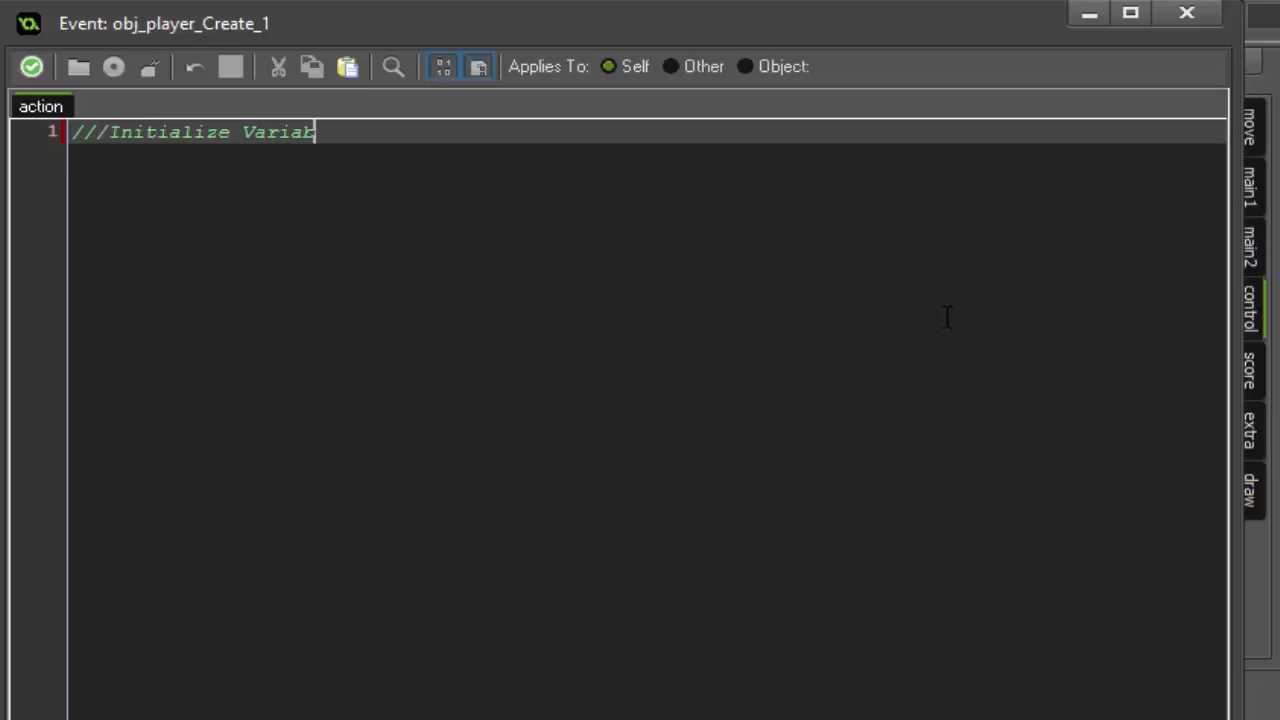 Event: obj_player_Create_1
Applies To: Self Other Object:
action
1 ///Initialize Variab
move
main1
main2
control
score
extra
draw